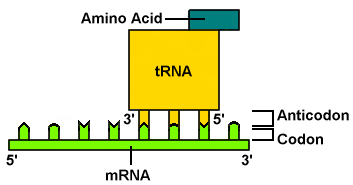 Amino Acid
tRNA
3' 5'
Anticodon
Codon
5' 3'
mRNA